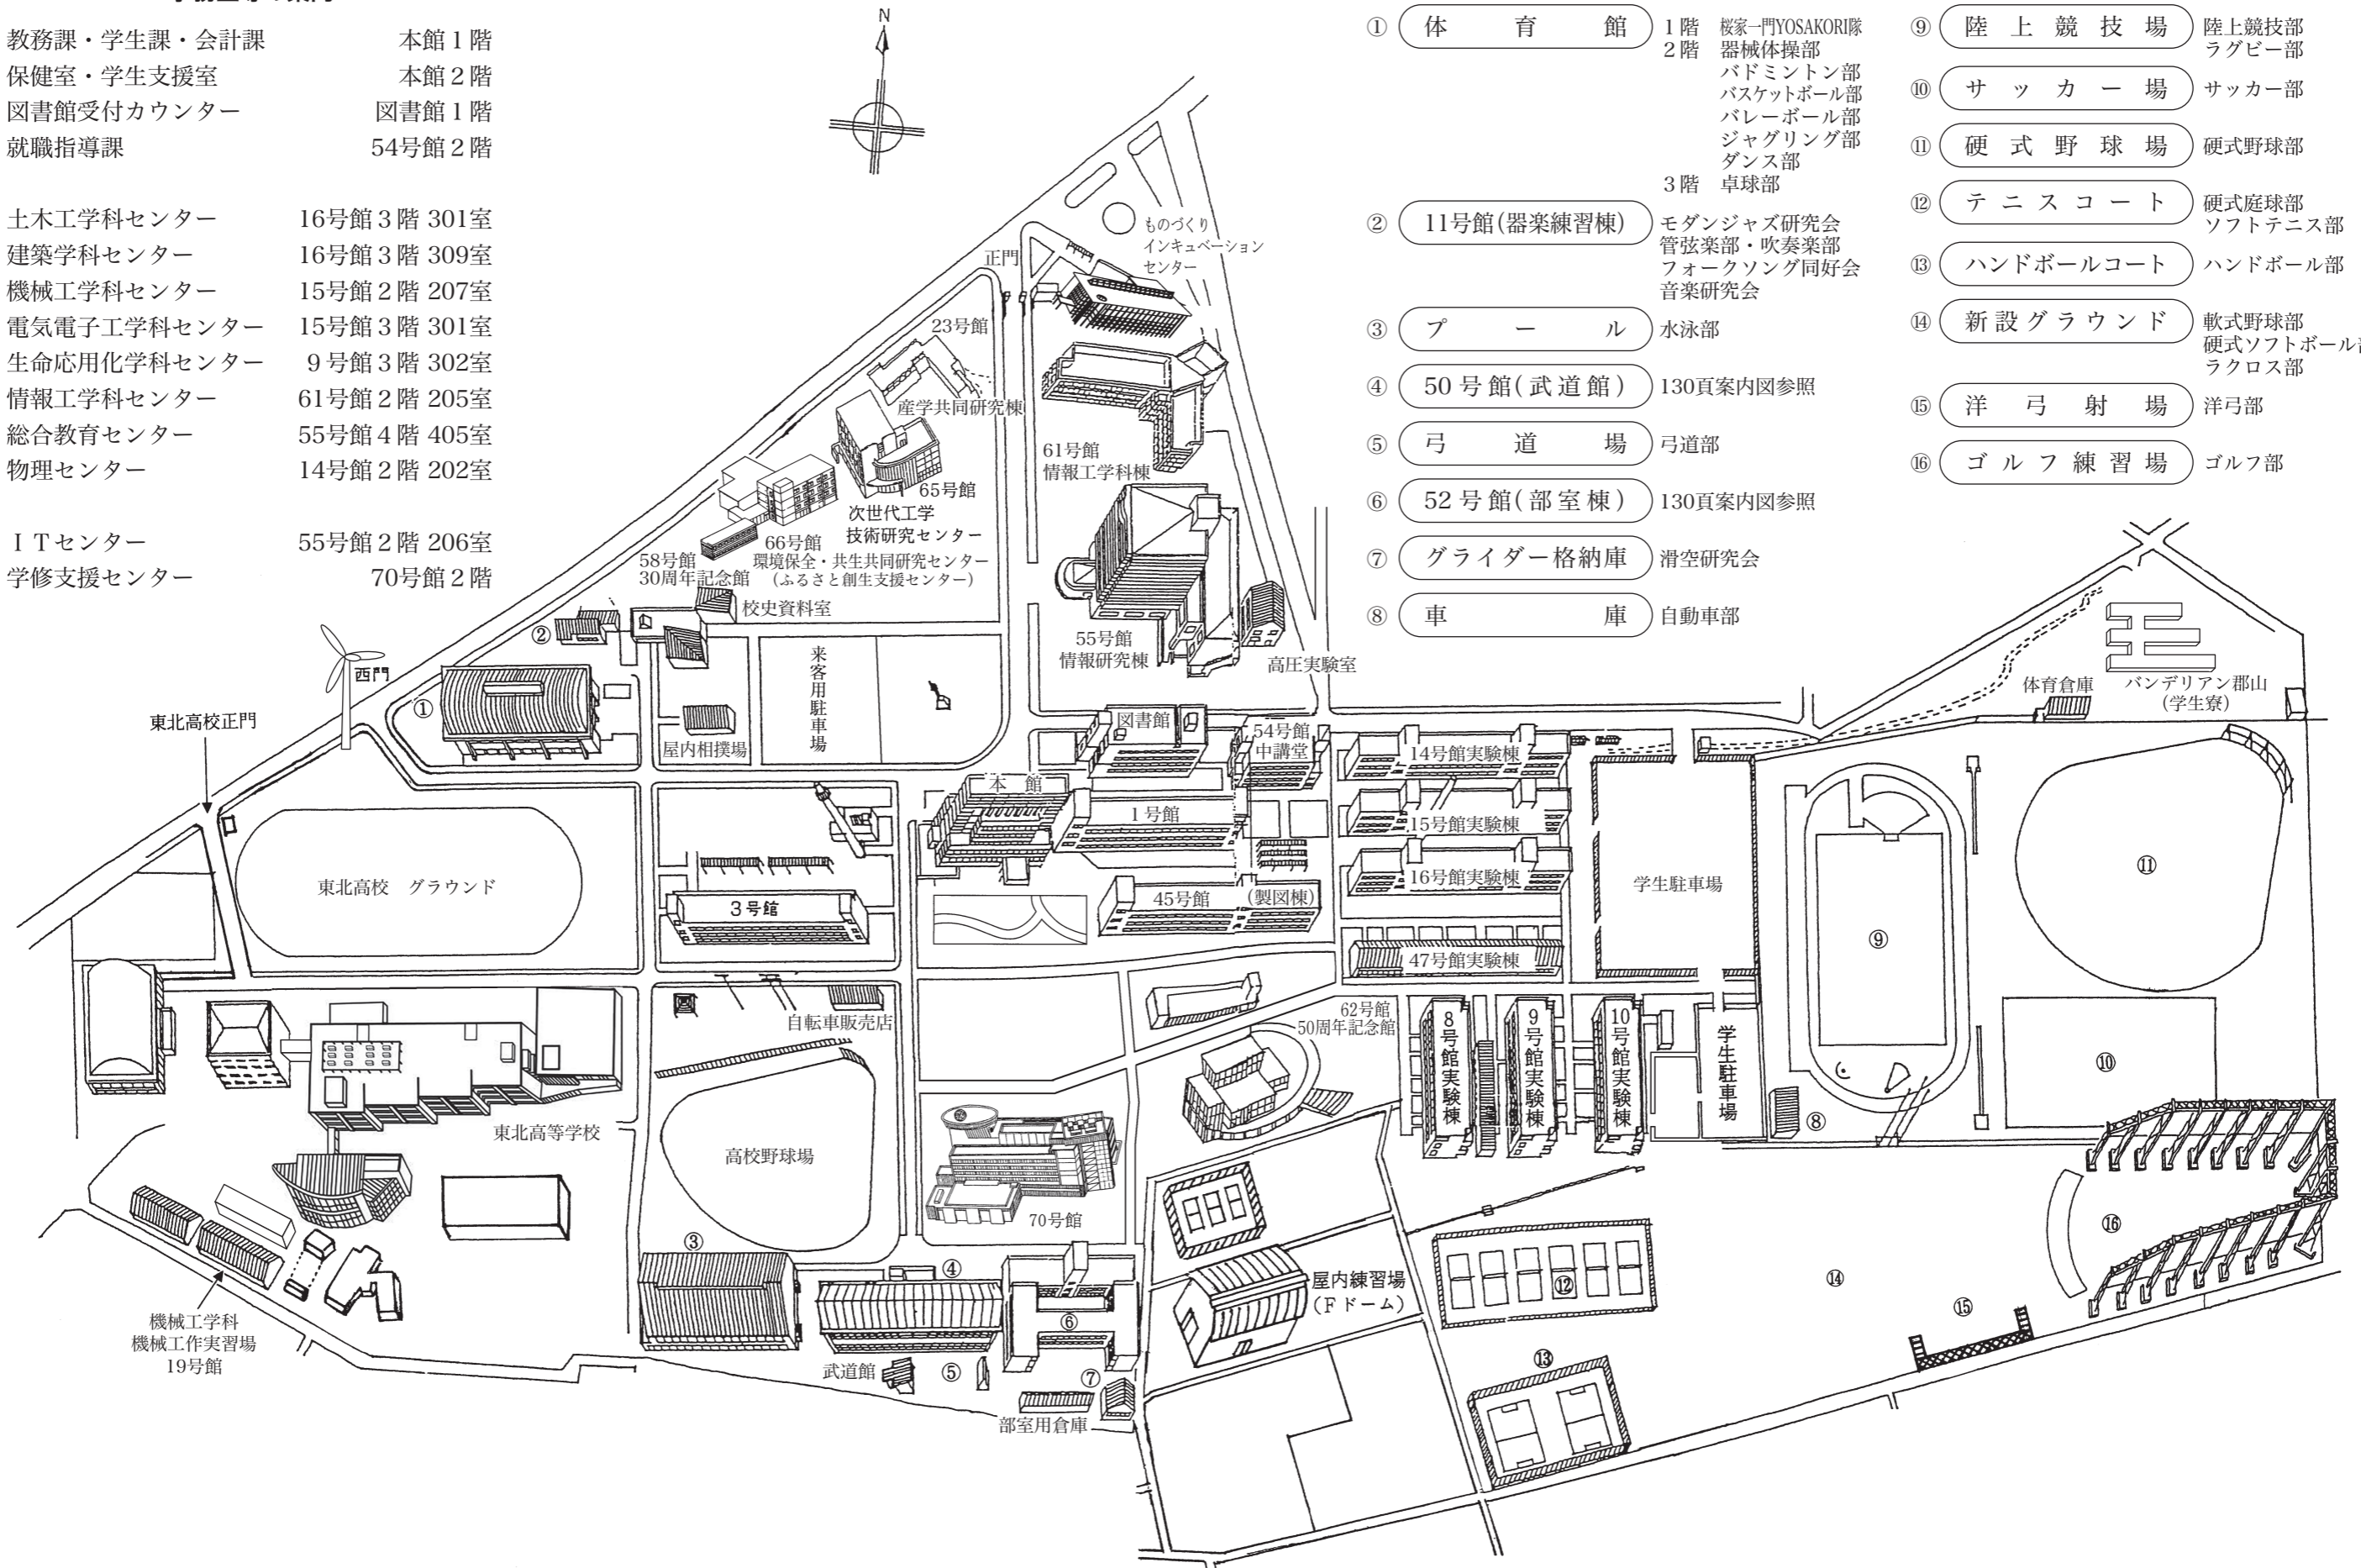 教務課・学生課・会計課 本館１階
保健室・学生支援室 本館２階
図書館受付カウンター 図書館１階
就職指導課 54号館２階
土木工学科センター 16号館３階 301室
建築学科センター 16号館３階 309室
機械工学科センター 15号館２階 207室
電気電子工学科センター 15号館３階 301室
生命応用化学科センター ９号館３階 302室
情報工学科センター 61号館２階 205室
総合教育センター 55号館４階 405室
物理センター 14号館２階 202室
ＩＴセンター 55号館２階 206室
学修支援センター 70号館２階
N
① 体育館 １階 桜家一門YOSAKORI隊
２階 器械体操部
バドミントン部
バスケットボール部
バレーボール部
ジャグリング部
ダンス部
３階 卓球部
② 11号館(器楽練習棟) モダンジャズ研究会
管弦楽部・吹奏楽部
フォークソング同好会
音楽研究会
③ プール 水泳部
④ 50号館(武道館) 130頁案内図参照
⑤ 弓道場 弓道部
⑥ 52号館(部室棟) 130頁案内図参照
⑦ グライダー格納庫 滑空研究会
⑧ 車庫 自動車部
⑨ 陸上競技場 陸上競技部
ラグビー部
⑩ サッカー場 サッカー部
⑪ 硬式野球場 硬式野球部
⑫ テニスコート 硬式庭球部
ソフトテニス部
⑬ ハンドボールコート ハンドボール部
⑭ 新設グラウンド 軟式野球部
硬式ソフトボール部
ラクロス部
⑮ 洋弓射場 洋弓部
⑯ ゴルフ練習場 ゴルフ部
ものづくり
インキュベーション
センター
正門
23号館
産学共同研究棟
61号館
情報工学科棟
65号館
次世代工学
技術研究センター
66号館
環境保全・共生共同研究センター
(ふるさと創生支援センター)
58号館
30周年記念館
校史資料室
②
55号館
情報研究棟
高圧実験室
来客用駐車場
西門
①
東北高校正門
屋内相撲場
図書館
54号館
中講堂
14号館実験棟
体育倉庫
バンデリアン郡山
(学生寮)
本館
１号館
15号館実験棟
東北高校 グラウンド
３号館
45号館
(製図棟)
16号館実験棟
学生駐車場
⑪
⑨
47号館実験棟
自転車販売店
62号館
50周年記念館
８号館実験棟
９号館実験棟
10号館実験棟
学生駐車場
⑩
⑧
東北高等学校
高校野球場
70号館
⑯
③
④
屋内練習場
(Ｆドーム)
⑫
⑭
⑮
⑥
機械工学科
機械工作実習場
19号館
武道館
⑤
⑦
⑬
部室用倉庫